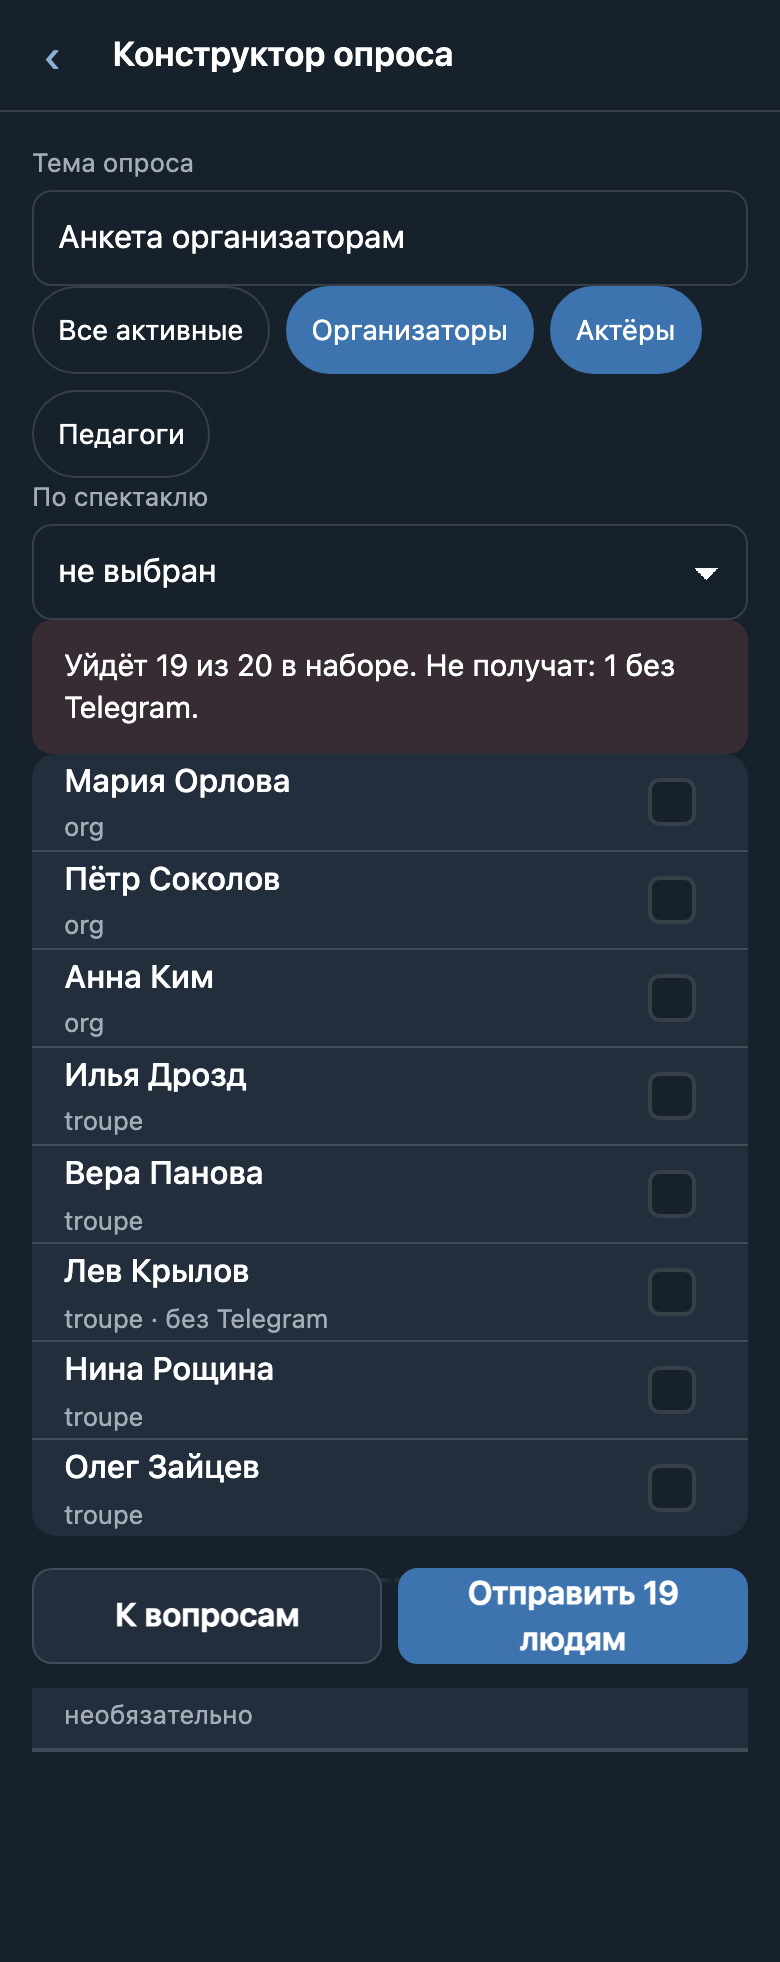 Конструктор опроса
Тема опроса
Анкета организаторам
Все активные
Организаторы
Актёры
Педагоги
По спектаклю
не выбран
Уйдёт 19 из 20 в наборе. Не получат: 1 без
Telegram.
Мария Орлова
org
Пётр Соколов
org
Анна Ким
org
Илья Дрозд
troupe
Вера Панова
troupe
Лев Крылов
troupe · без Telegram
Нина Рощина
troupe
Олег Зайцев
troupe
К вопросам
Отправить 19
людям
необязательно